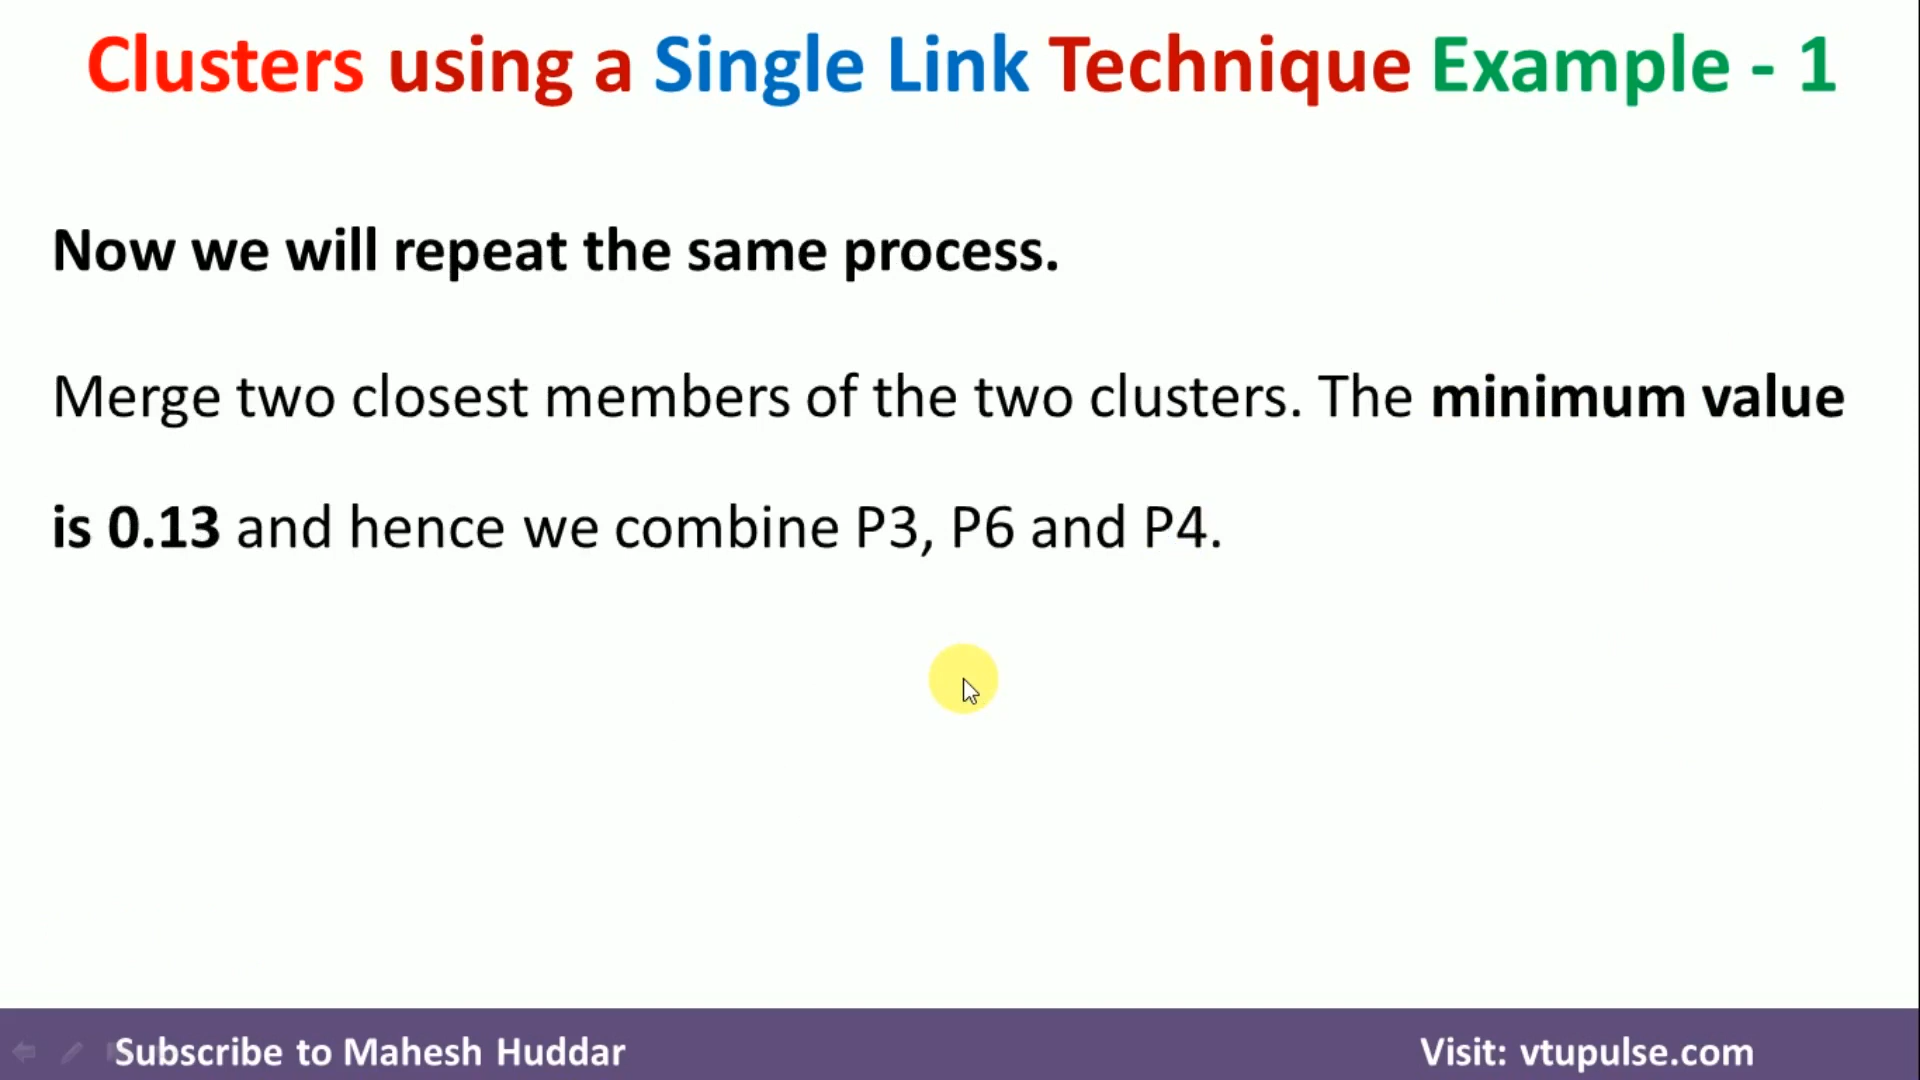 Clusters using a Single Link Technique Example - 1
Now we will repeat the same process.
Merge two closest members of the two clusters. The minimum value
is 0.13 and hence we combine P3, P6 and P4.
Subscribe to Mahesh Huddar
Visit: vtupulse.com